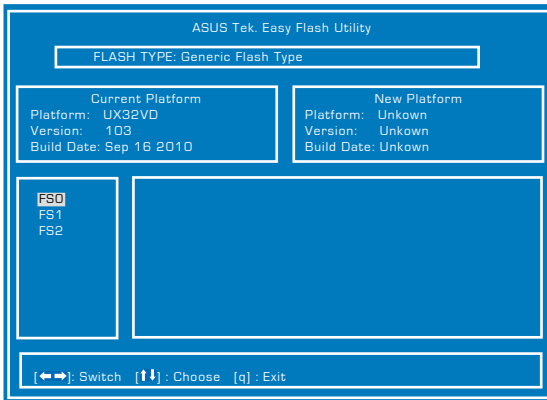 ASUS Tek. Easy Flash Utility
FLASH TYPE: Generic Flash Type
Current Platform
Platform: UX32VD
Version: 103
Build Date: Sep 16 2010
New Platform
Platform: Unkown
Version: Unkown
Build Date: Unkown
FS0
FS1
FS2
[←→]: Switch [↑↓] : Choose [q] : Exit